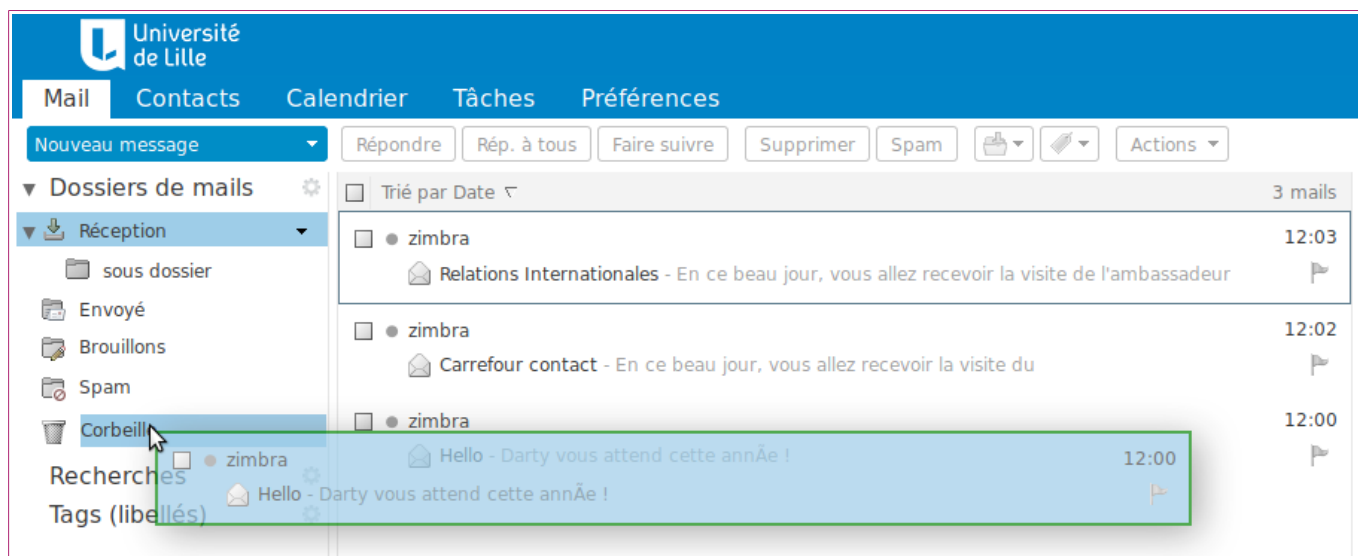 Université
de Lille
Mail Contacts Calendrier Tâches Préférences
Nouveau message Répondre Rép. à tous Faire suivre Supprimer Spam Actions
Dossiers de mails
Trié par Date 3 mails
Réception
zimbra 12:03
Relations Internationales - En ce beau jour, vous allez recevoir la visite de l'ambassadeur
sous dossier
Envoyé
zimbra 12:02
Brouillons
Carrefour contact - En ce beau jour, vous allez recevoir la visite du
Spam
Corbeille
zimbra 12:00
Hello - Darty vous attend cette annÃe !
zimbra 12:00
Recherches
Hello - Darty vous attend cette annÃe !
Tags (libellés)